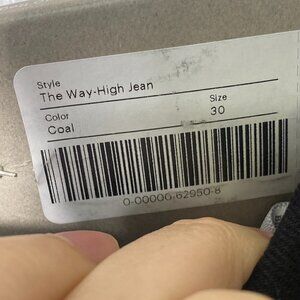 Style
The Way-High Jean
Color Size
Coal 30
0-00000-62950-8